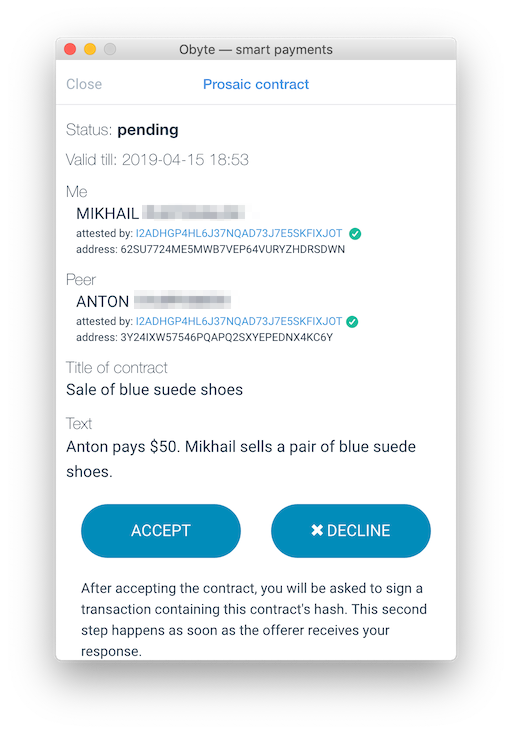 Obyte — smart payments
Close
Prosaic contract
Status: pending
Valid till: 2019-04-15 18:53
Me
MIKHAIL
attested by: I2ADHGP4HL6J37NQAD73J7E5SKFIXJOT
address: 62SU7724ME5MWB7VEP64VURYZHDRSDWN
Peer
ANTON
attested by: I2ADHGP4HL6J37NQAD73J7E5SKFIXJOT
address: 3Y24IXW57546PQAPQ2SXYEPEDNX4KC6Y
Title of contract
Sale of blue suede shoes
Text
Anton pays $50. Mikhail sells a pair of blue suede
shoes.
ACCEPT
✖ DECLINE
After accepting the contract, you will be asked to sign a
transaction containing this contract's hash. This second
step happens as soon as the offerer receives your
response.